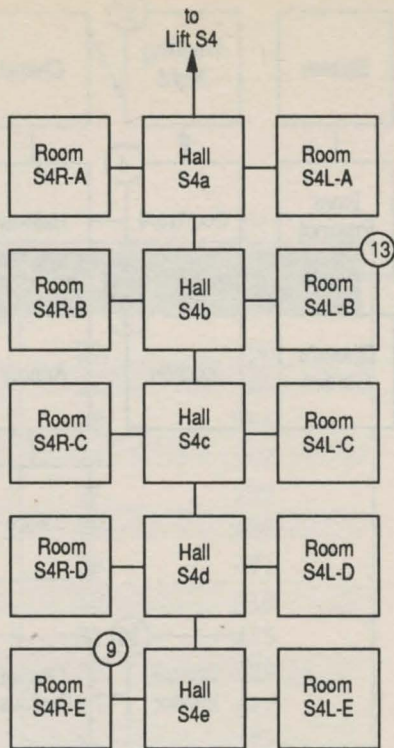 to
Lift S4
Room
S4R-A
Hall
S4a
Room
S4L-A
13
Room
S4R-B
Hall
S4b
Room
S4L-B
Room
S4R-C
Hall
S4c
Room
S4L-C
Room
S4R-D
Hall
S4d
Room
S4L-D
9
Room
S4R-E
Hall
S4e
Room
S4L-E